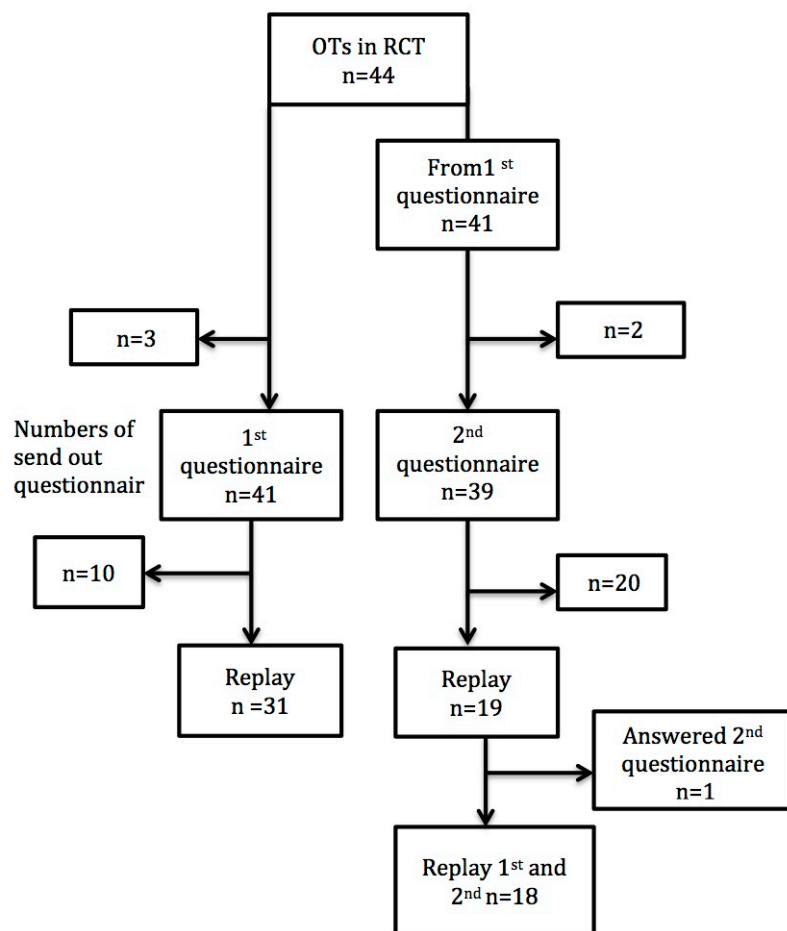 OTs in RCT
n=44
From1 st
questionnaire
n=41
n=3
n=2
Numbers of
send out
questionnair
1st
questionnaire
n=41
2nd
questionnaire
n=39
n=10
n=20
Replay
n =31
Replay
n=19
Answered 2nd
questionnaire
n=1
Replay 1st and
2nd n=18